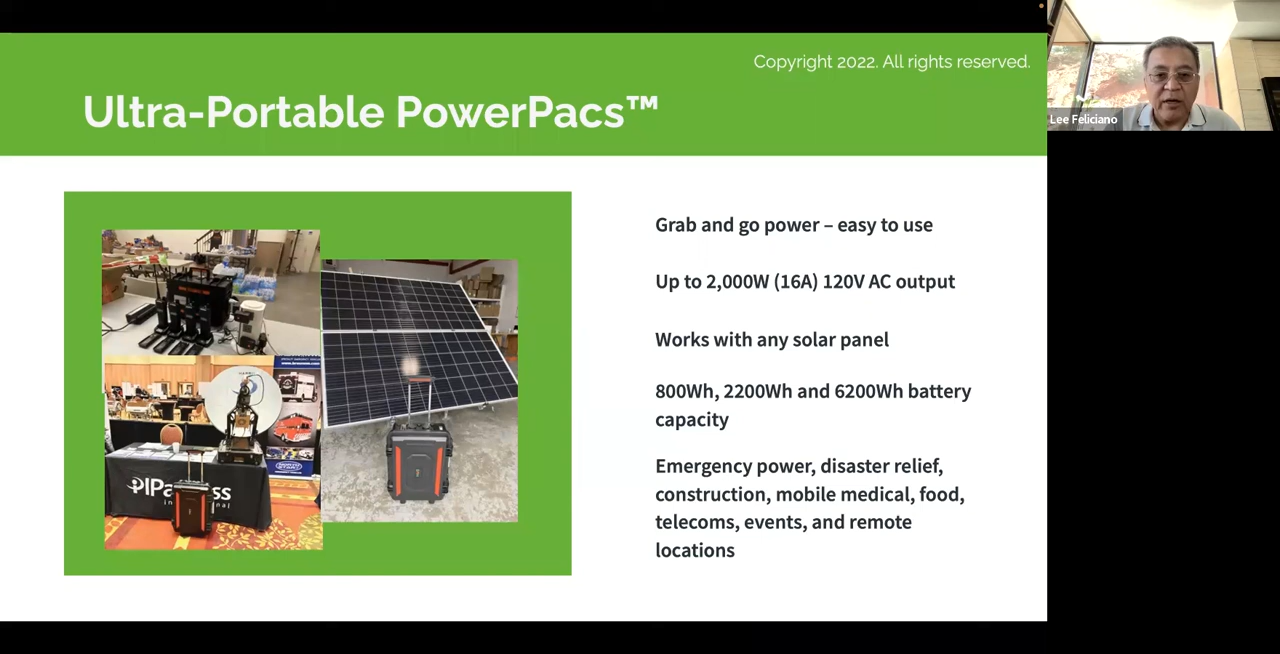 Copyright 2022. All rights reserved.
Ultra-Portable PowerPacs™
Lee Feliciano
Grab and go power – easy to use
Up to 2,000W (16A) 120V AC output
Works with any solar panel
800Wh, 2200Wh and 6200Wh battery
capacity
Emergency power, disaster relief,
construction, mobile medical, food,
telecoms, events, and remote
locations